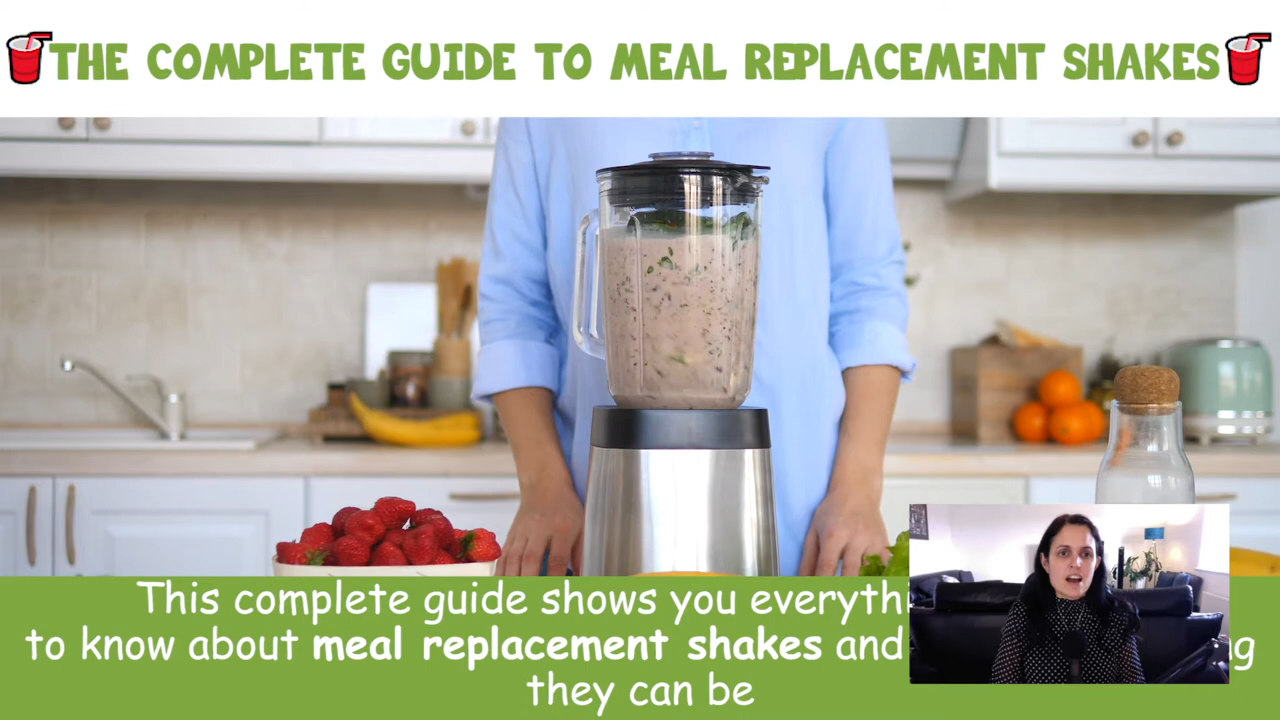 THE COMPLETE GUIDE TO MEAL REPLACEMENT SHAKES
This complete guide shows you
to know about meal replacement shakes and
they can be